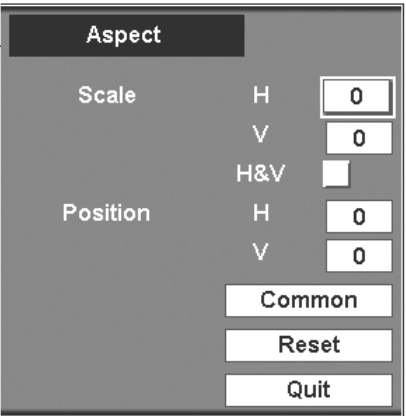 Aspect
Scale H 0
V 0
H&V
Position H 0
V 0
Common
Reset
Quit